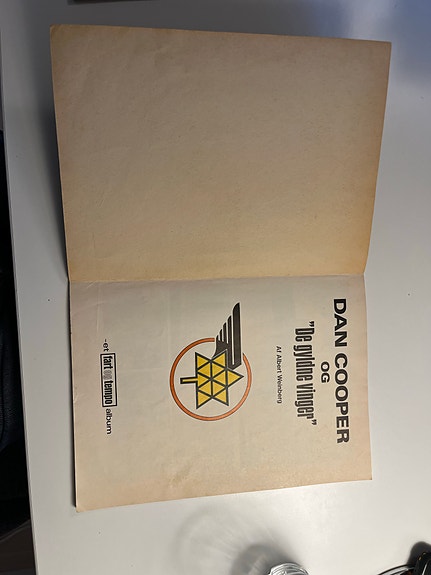 DAN COOPER
OG
"De gyldne vinger"
Af Albert Weinberg
-et fart og tempo album